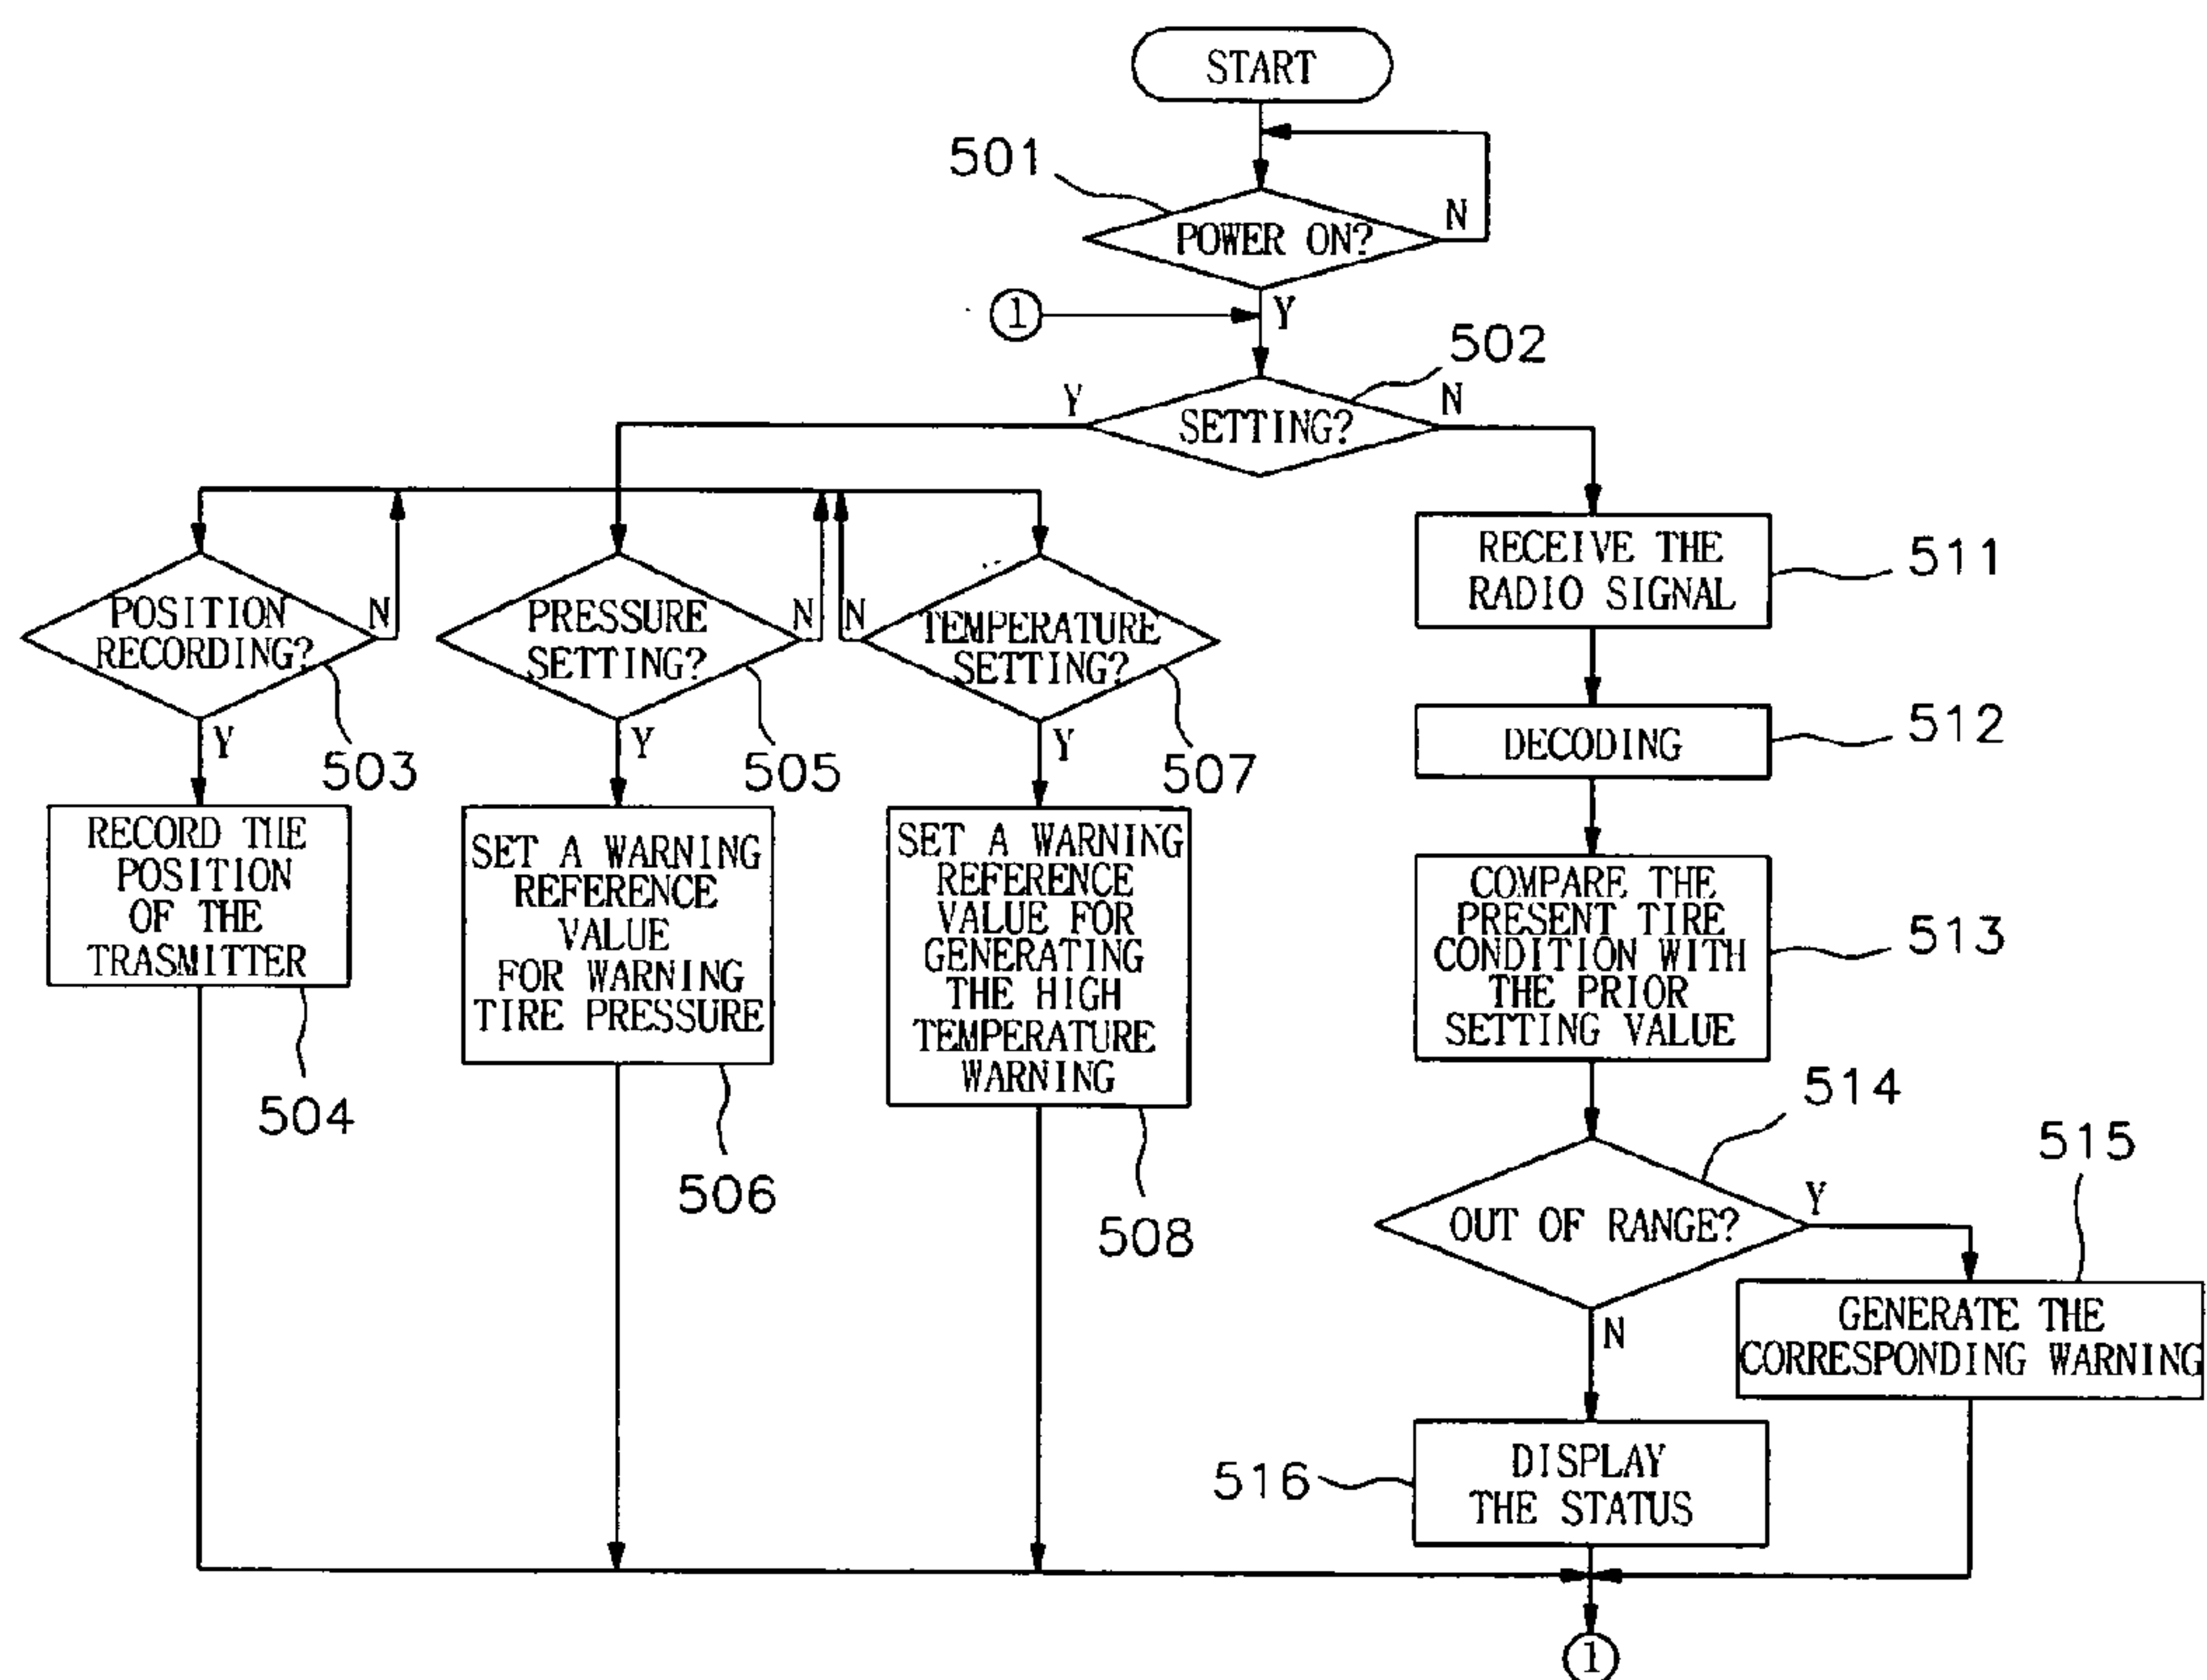 START
501
POWER ON?
N
1
Y
502
Y
SETTING?
N
POSITION
RECORDING?
N
503
Y
PRESSURE
SETTING?
N
505
Y
TEMPERATURE
SETTING?
N
507
Y
RECORD THE
POSITION
OF THE
TRASMITTER
504
SET A WARNING
REFERENCE
VALUE
FOR WARNING
TIRE PRESSURE
506
SET A WARNING
REFERENCE
VALUE FOR
GENERATING
THE HIGH
TEMPERATURE
WARNING
508
RECEIVE THE
RADIO SIGNAL
511
DECODING
512
COMPARE THE
PRESENT TIRE
CONDITION WITH
THE PRIOR
SETTING VALUE
513
514
OUT OF RANGE?
Y
N
515
GENERATE THE
CORRESPONDING WARNING
516
DISPLAY
THE STATUS
1